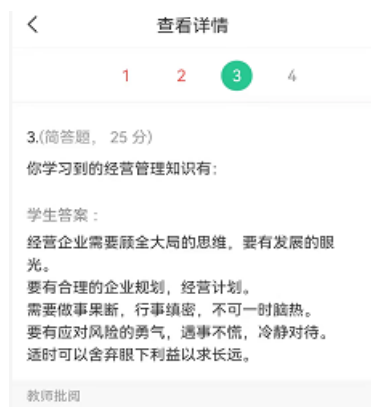 查看详情
1 2 3 4
3.(简答题， 25 分)
你学习到的经营管理知识有:
学生答案：
经营企业需要顾全大局的思维，要有发展的眼
光。
要有合理的企业规划，经营计划。
需要做事果断，行事缜密，不可一时脑热。
要有应对风险的勇气，遇事不慌，冷静对待。
适时可以舍弃眼下利益以求长远。
教师批阅